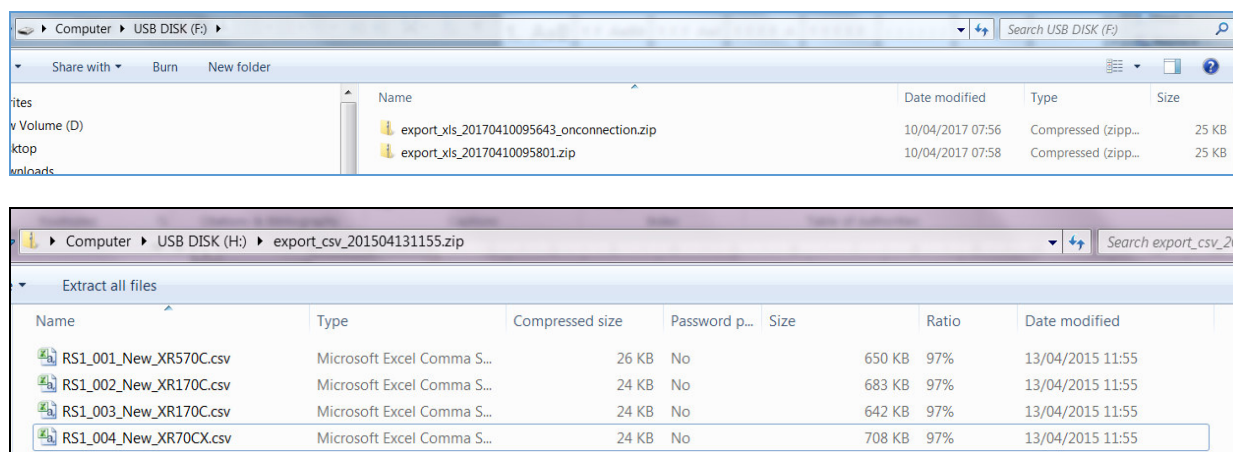 Computer USB DISK (F:) Search USB DISK (F:)
Share with Burn New folder
rites
Name Date modified Type Size
v Volume (D)
export_xls_20170410095643_onconnection.zip 10/04/2017 07:56 Compressed (zipp... 25 KB
ktop
export_xls_20170410095801.zip 10/04/2017 07:58 Compressed (zipp... 25 KB
wnloads
Computer USB DISK (H:) export_csv_201504131155.zip Search export_csv_2
Extract all files
Name Type Compressed size Password p... Size Ratio Date modified
RS1_001_New_XR570C.csv Microsoft Excel Comma S... 26 KB No 650 KB 97% 13/04/2015 11:55
RS1_002_New_XR170C.csv Microsoft Excel Comma S... 24 KB No 683 KB 97% 13/04/2015 11:55
RS1_003_New_XR170C.csv Microsoft Excel Comma S... 24 KB No 642 KB 97% 13/04/2015 11:55
RS1_004_New_XR70CX.csv Microsoft Excel Comma S... 24 KB No 708 KB 97% 13/04/2015 11:55